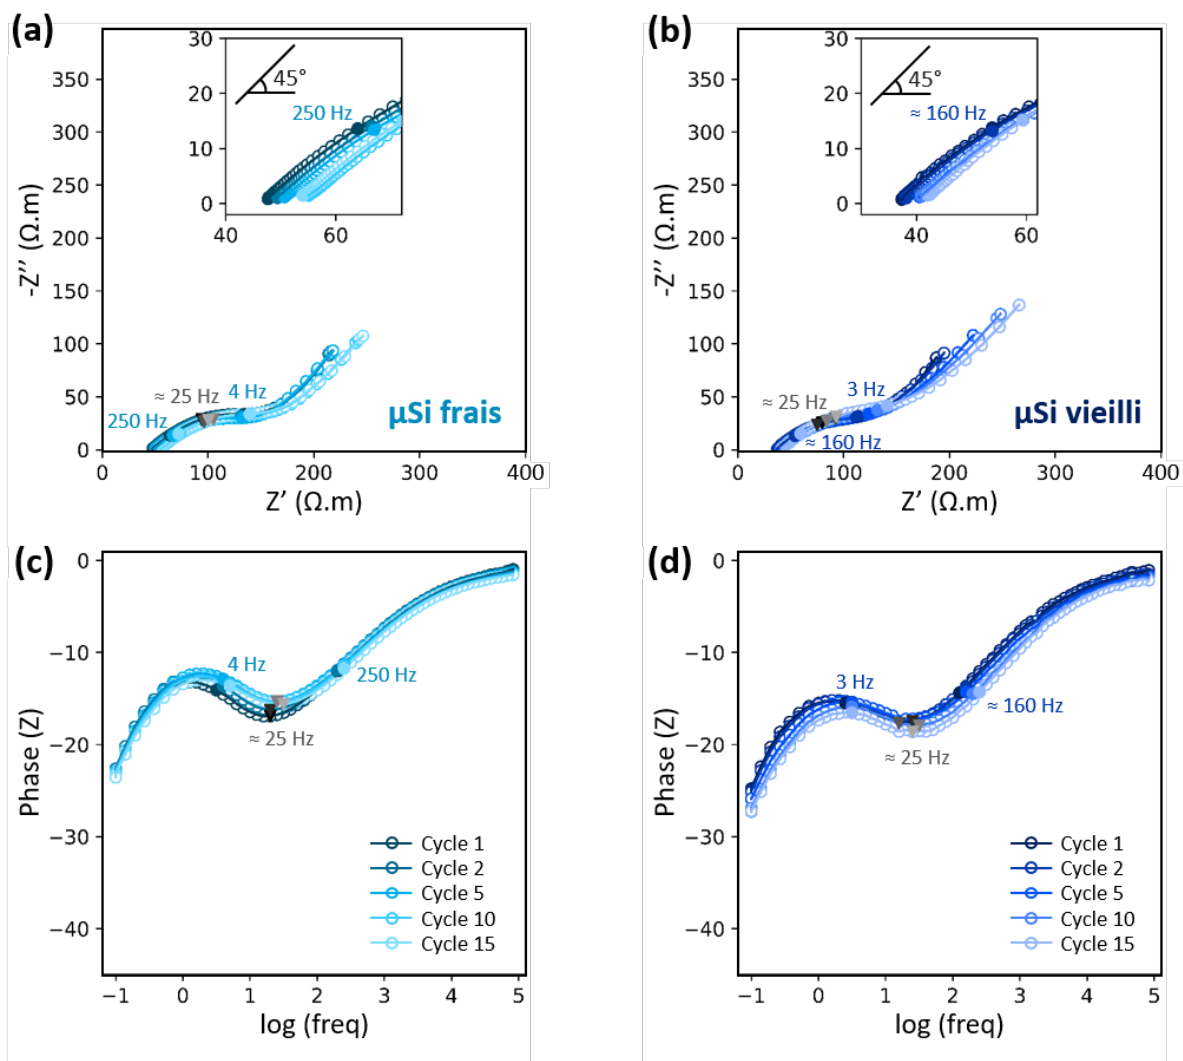 (a)
350
300
250
200
150
100
50
0
-Z’’ (Ω.m)
30
20
10
0
40
60
45°
250 Hz
≈ 25 Hz
4 Hz
250 Hz
µSi frais
0
100
200
300
400
Z’ (Ω.m)
(b)
350
300
250
200
150
100
50
0
-Z’’ (Ω.m)
30
20
10
0
40
60
45°
≈ 160 Hz
≈ 25 Hz
3 Hz
≈ 160 Hz
µSi vieilli
0
100
200
300
400
Z’ (Ω.m)
(c)
0
−10
−20
−30
−40
Phase (Z)
4 Hz
250 Hz
≈ 25 Hz
Cycle 1
Cycle 2
Cycle 5
Cycle 10
Cycle 15
−1
0
1
2
3
4
5
log (freq)
(d)
0
−10
−20
−30
−40
Phase (Z)
3 Hz
≈ 160 Hz
≈ 25 Hz
Cycle 1
Cycle 2
Cycle 5
Cycle 10
Cycle 15
−1
0
1
2
3
4
5
log (freq)